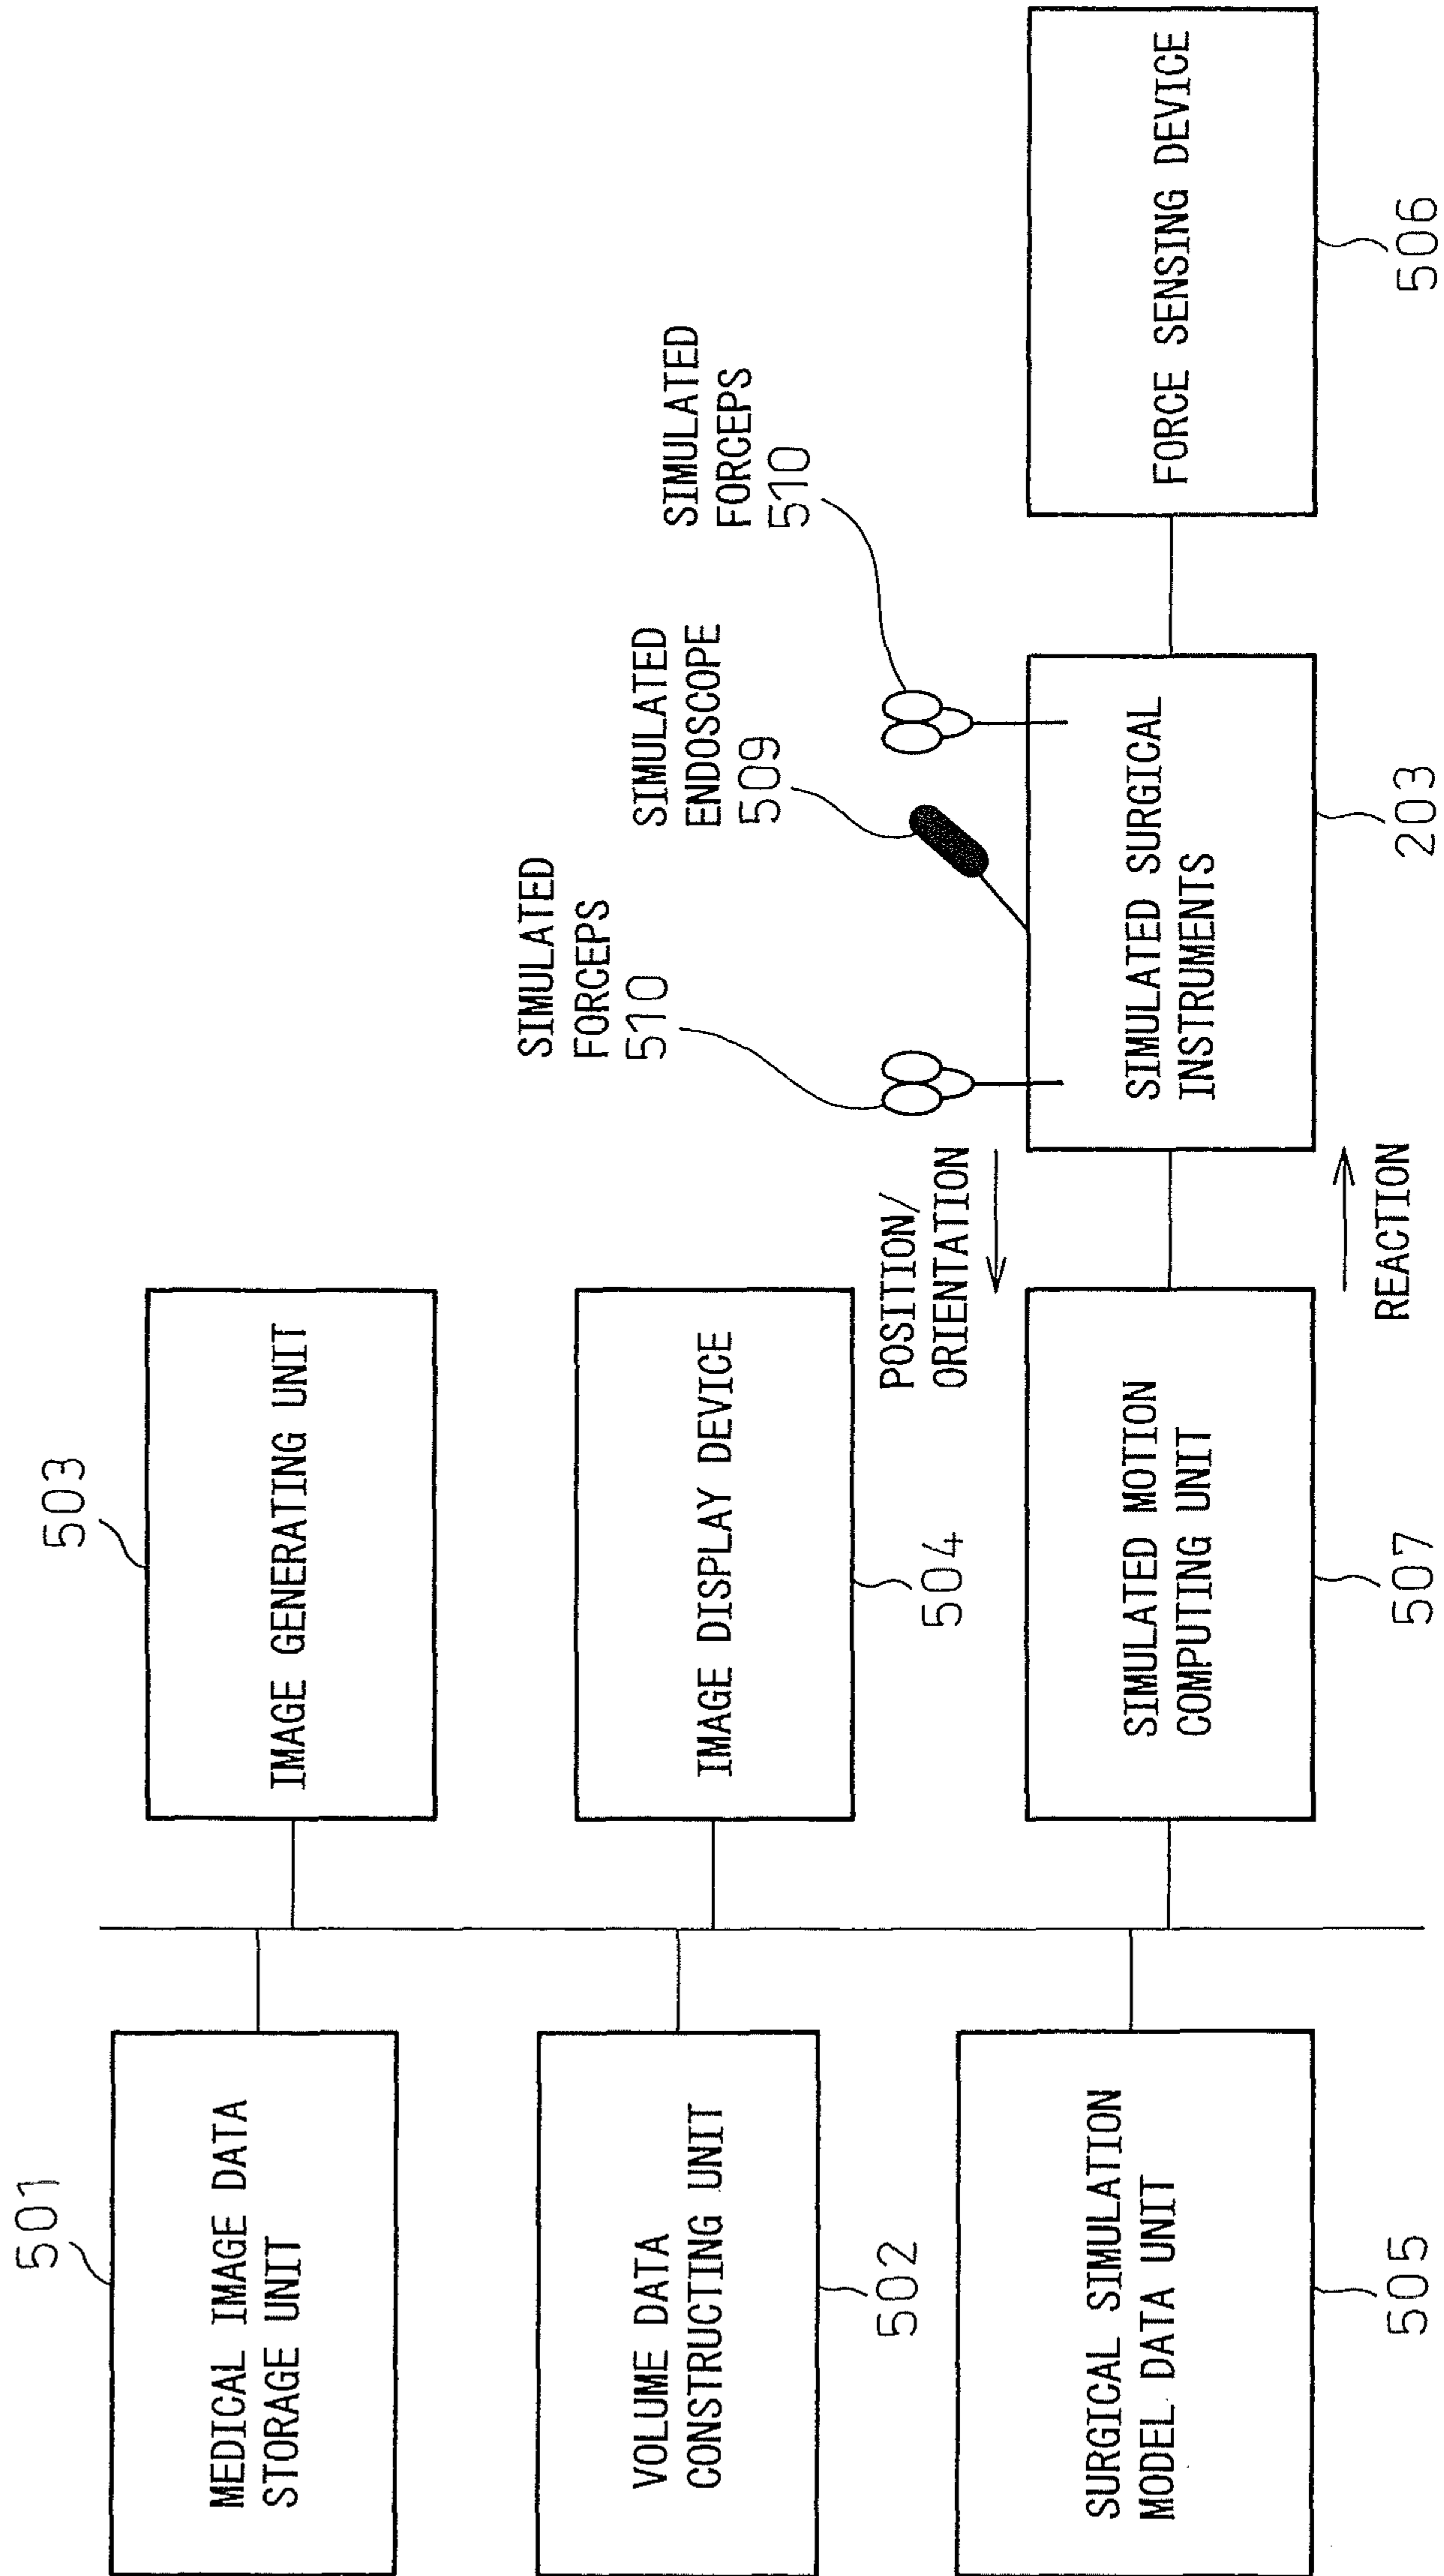 501
MEDICAL IMAGE DATA
STORAGE UNIT
503
IMAGE GENERATING UNIT
VOLUME DATA
CONSTRUCTING UNIT
502
IMAGE DISPLAY DEVICE
504
SIMULATED
FORCEPS
510
SIMULATED
ENDOSCOPE
509
SIMULATED
FORCEPS
510
SURGICAL SIMULATION
MODEL DATA UNIT
505
SIMULATED MOTION
COMPUTING UNIT
507
POSITION/
ORIENTATION
REACTION
SIMULATED SURGICAL
INSTRUMENTS
203
FORCE SENSING DEVICE
506